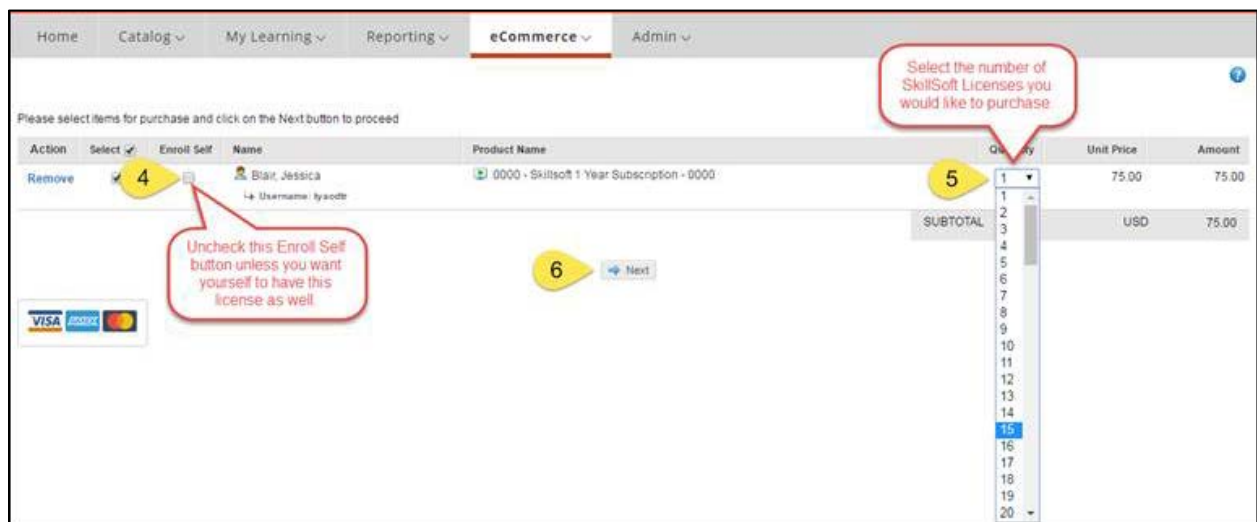 Home Catalog My Learning Reporting eCommerce Admin
Select the number of
SkillSoft Licenses you
would like to purchase
Please select items for purchase and click on the Next button to proceed
Action Select Enroll Self Name Product Name Quantity Unit Price Amount
Remove 4 Blair, Jessica 0000 - Skillsoft 1 Year Subscription - 0000 5 1 75.00 75.00
Username:
1
SUBTOTAL USD 75.00
2
3
4
5
6
7
8
9
10
11
12
13
14
15
16
17
18
19
20
Uncheck this Enroll Self
button unless you want
yourself to have this
license as well.
6 Next
VISA AMEX